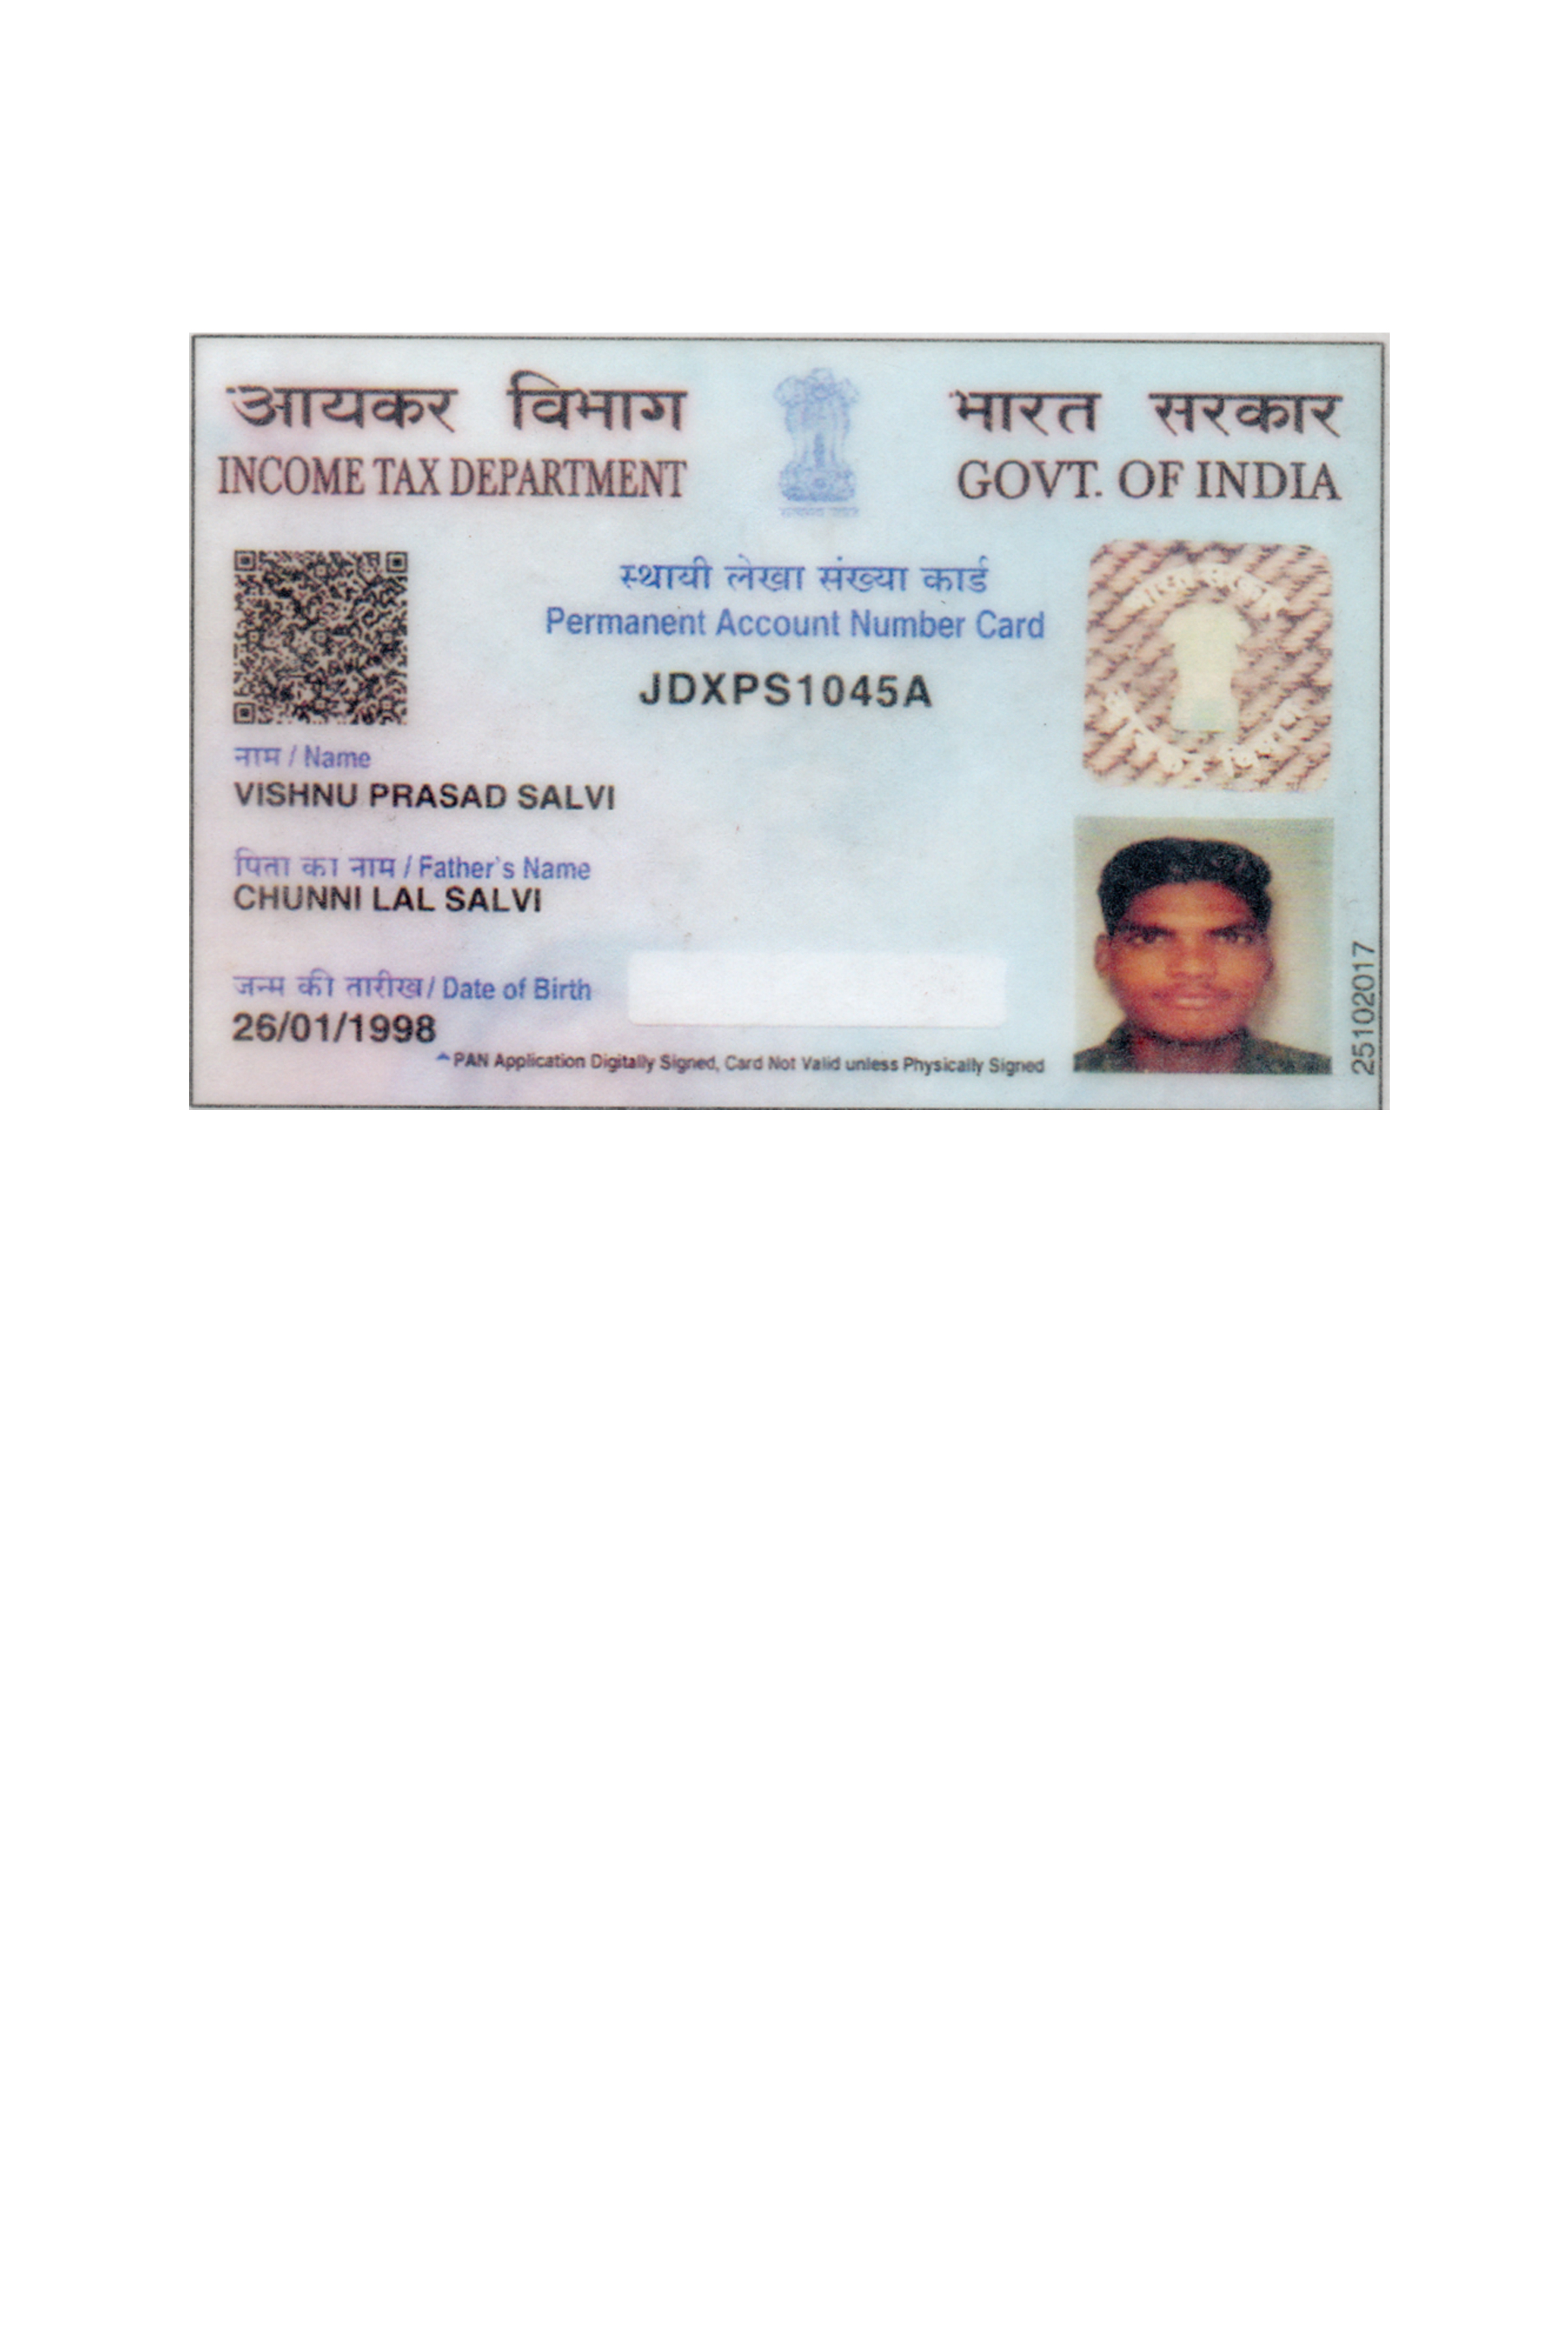 आयकर विभाग
INCOME TAX DEPARTMENT
भारत सरकार
GOVT. OF INDIA
स्थायी लेखा संख्या कार्ड
Permanent Account Number Card
JDXPS1045A
नाम / Name
VISHNU PRASAD SALVI
पिता का नाम / Father's Name
CHUNNI LAL SALVI
जन्म की तारीख / Date of Birth
26/01/1998
PAN Application Digitally Signed, Card Not Valid unless Physically Signed
25102017